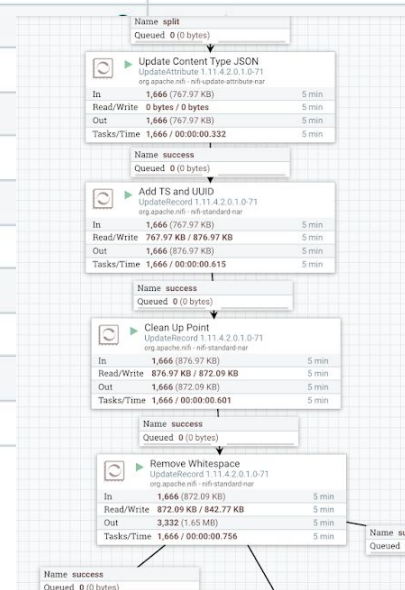 Name split
Queued 0 (0 bytes)
Update Content Type JSON
UpdateAttribute 1.11.4.2.0.1.0-71
org.apache.nifi - nifi-update-attribute-nar
In 1,666 (767.97 KB) 5 min
Read/Write 0 bytes / 0 bytes 5 min
Out 1,666 (767.97 KB) 5 min
Tasks/Time 1,666 / 00:00:00.332 5 min
Name success
Queued 0 (0 bytes)
Add TS and UUID
UpdateRecord 1.11.4.2.0.1.0-71
org.apache.nifi - nifi-standard-nar
In 1,666 (767.97 KB) 5 min
Read/Write 767.97 KB / 876.97 KB 5 min
Out 1,666 (876.97 KB) 5 min
Tasks/Time 1,666 / 00:00:00.615 5 min
Name success
Queued 0 (0 bytes)
Clean Up Point
UpdateRecord 1.11.4.2.0.1.0-71
org.apache.nifi - nifi-standard-nar
In 1,666 (876.97 KB) 5 min
Read/Write 876.97 KB / 872.09 KB 5 min
Out 1,666 (872.09 KB) 5 min
Tasks/Time 1,666 / 00:00:00.601 5 min
Name success
Queued 0 (0 bytes)
Remove Whitespace
UpdateRecord 1.11.4.2.0.1.0-71
org.apache.nifi - nifi-standard-nar
In 1,666 (872.09 KB) 5 min
Read/Write 872.09 KB / 842.77 KB 5 min
Out 3,332 (1.65 MB) 5 min
Tasks/Time 1,666 / 00:00:00.756 5 min
Name su
Queued
Name success
Queued 0 (0 bytes)